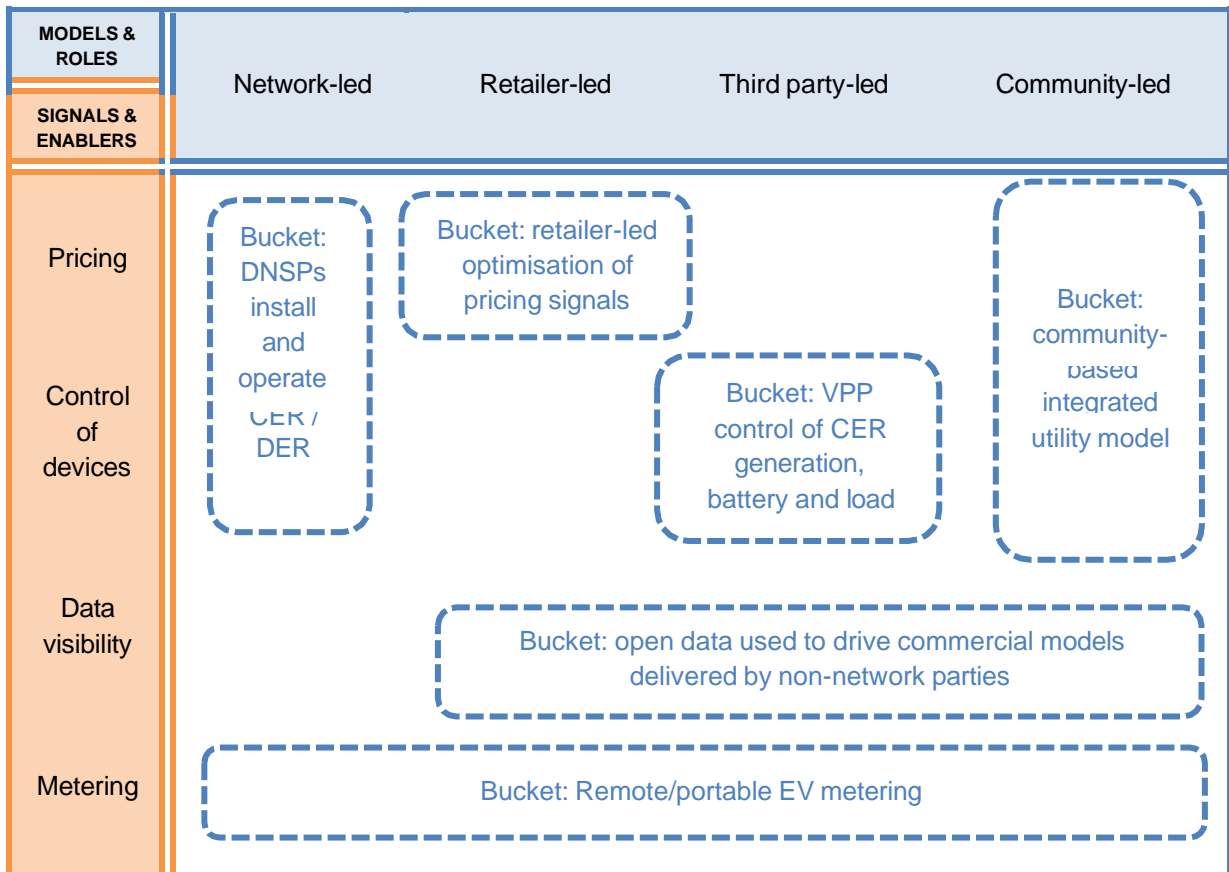 MODELS &
ROLES
Network-led
Retailer-led
Third party-led
Community-led
SIGNALS &
ENABLERS
Pricing
Bucket:
DNSPs
install
and
operate
CER /
DER
Bucket: retailer-led
optimisation of
pricing signals
Bucket:
community-
based
integrated
utility model
Control
of
devices
Bucket: VPP
control of CER
generation,
battery and load
Data
visibility
Bucket: open data used to drive commercial models
delivered by non-network parties
Metering
Bucket: Remote/portable EV metering